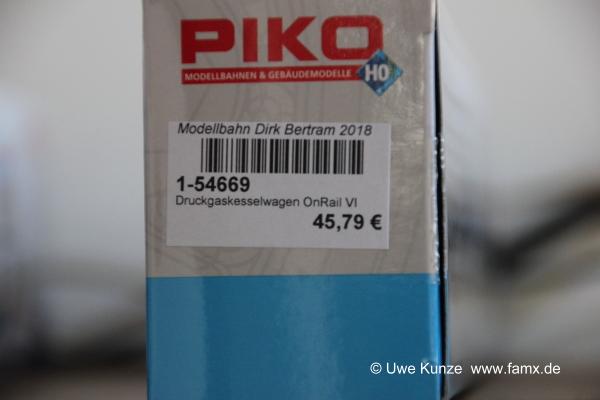 PIKO
MODELLBAHNEN & GEBÄUDEMODELLE
H0
Modellbahn Dirk Bertram 2018
1-54669
Druckgaskesselwagen OnRail VI
45,79 €
© Uwe Kunze www.famx.de